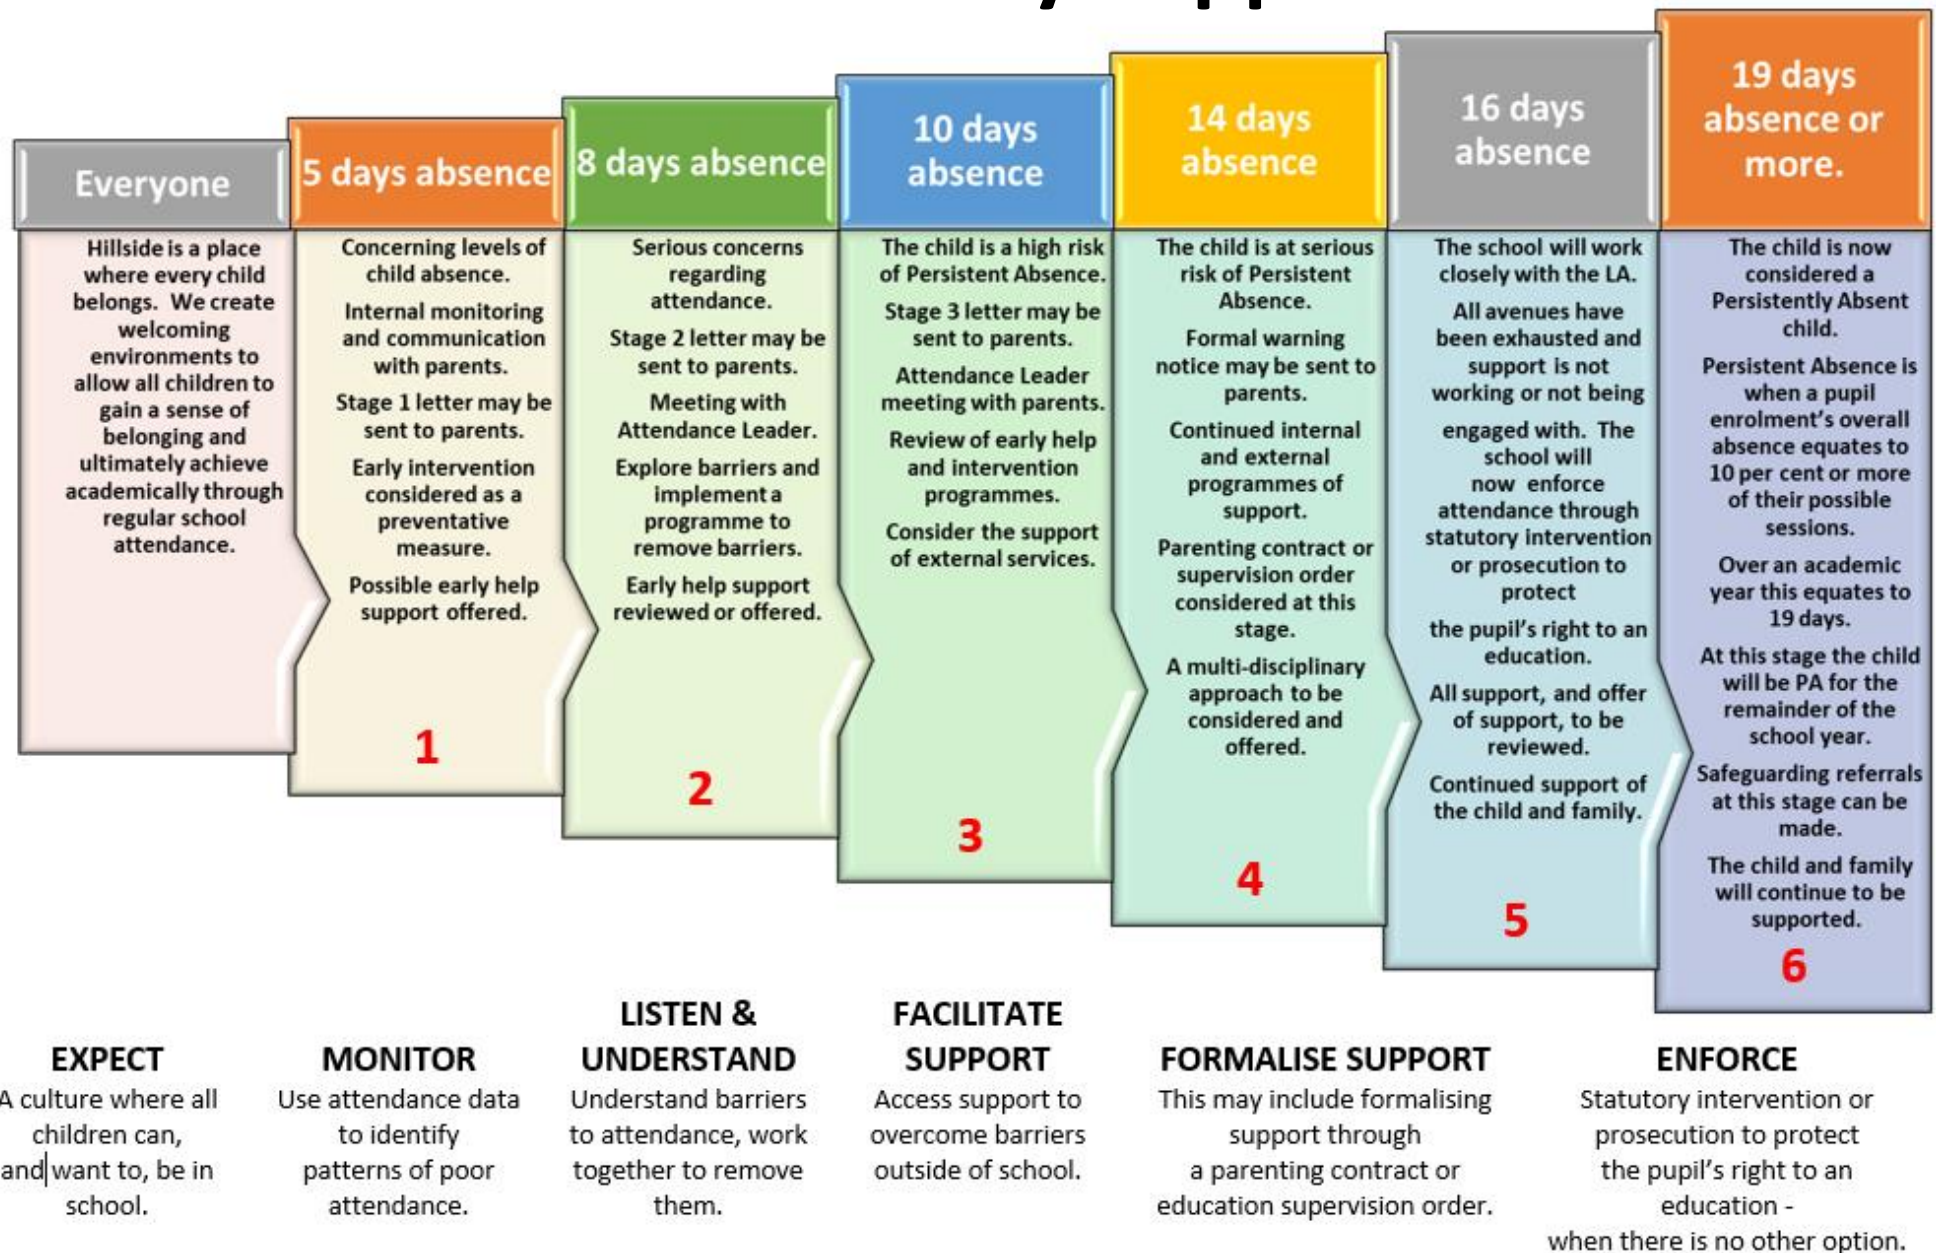 Everyone
Hillside is a place
where every child
belongs. We create
welcoming
environments to
allow all children to
gain a sense of
belonging and
ultimately achieve
academically through
regular school
attendance.
5 days absence
Concerning levels of
child absence.
Internal monitoring
and communication
with parents.
Stage 1 letter may be
sent to parents.
Early intervention
considered as a
preventative
measure.
Possible early help
support offered.
1
8 days absence
Serious concerns
regarding
attendance.
Stage 2 letter may be
sent to parents.
Meeting with
Attendance Leader.
Explore barriers and
implement a
programme to
remove barriers.
Early help support
reviewed or offered.
2
10 days
absence
The child is a high risk
of Persistent Absence.
Stage 3 letter may be
sent to parents.
Attendance Leader
meeting with parents.
Review of early help
and intervention
programmes.
Consider the support
of external services.
3
14 days
absence
The child is at serious
risk of Persistent
Absence.
Formal warning
notice may be sent to
parents.
Continued internal
and external
programmes of
support.
Parenting contract or
supervision order
considered at this
stage.
A multi-disciplinary
approach to be
considered and
offered.
4
16 days
absence
The school will work
closely with the LA.
All avenues have
been exhausted and
support is not
working or not being
engaged with. The
school will
now enforce
attendance through
statutory intervention
or prosecution to
protect
the pupil's right to an
education.
All support, and offer
of support, to be
reviewed.
Continued support of
the child and family.
5
19 days
absence or
more.
The child is now
considered a
Persistently Absent
child.
Persistent Absence is
when a pupil
enrolment's overall
absence equates to
10 per cent or more
of their possible
sessions.
Over an academic
year this equates to
19 days.
At this stage the child
will be PA for the
remainder of the
school year.
Safeguarding referrals
at this stage can be
made.
The child and family
will continue to be
supported.
6
EXPECT
A culture where all
children can,
and want to, be in
school.
MONITOR
Use attendance data
to identify
patterns of poor
attendance.
LISTEN &
UNDERSTAND
Understand barriers
to attendance, work
together to remove
them.
FACILITATE
SUPPORT
Access support to
overcome barriers
outside of school.
FORMALISE SUPPORT
This may include formalising
support through
a parenting contract or
education supervision order.
ENFORCE
Statutory intervention or
prosecution to protect
the pupil's right to an
education -
when there is no other option.